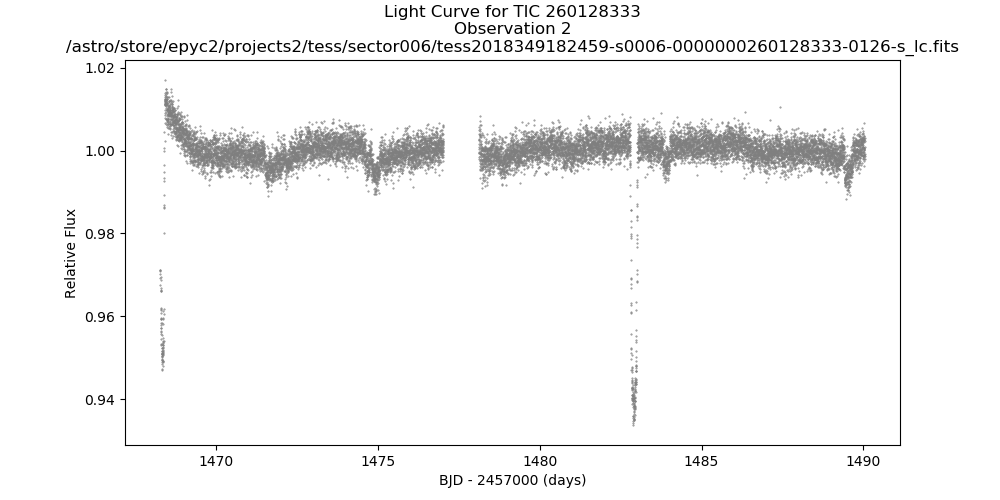 Light Curve for TIC 260128333
Observation 2
/astro/store/epyc2/projects2/tess/sector006/tess2018349182459-s0006-0000000260128333-0126-s_lc.fits
1.02
1.00
0.98
0.96
0.94
Relative Flux
1470
1475
1480
1485
1490
BJD - 2457000 (days)